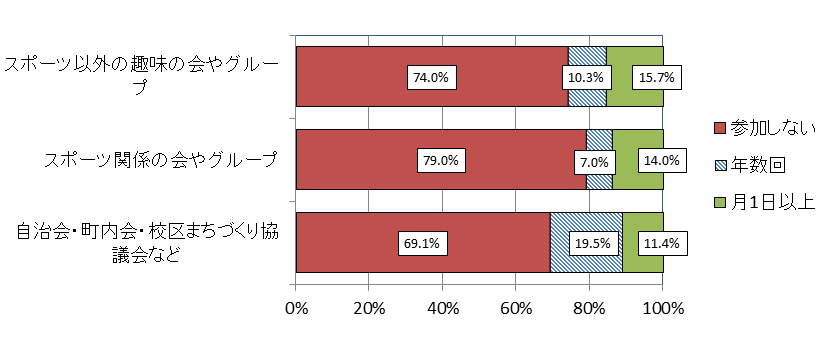 スポーツ以外の趣味の会やグルー
プ
74.0%
10.3%
15.7%
スポーツ関係の会やグループ
79.0%
7.0%
14.0%
自治会・町内会・校区まちづくり協
議会など
69.1%
19.5%
11.4%
0%
20%
40%
60%
80%
100%
参加しない
年数回
月1日以上